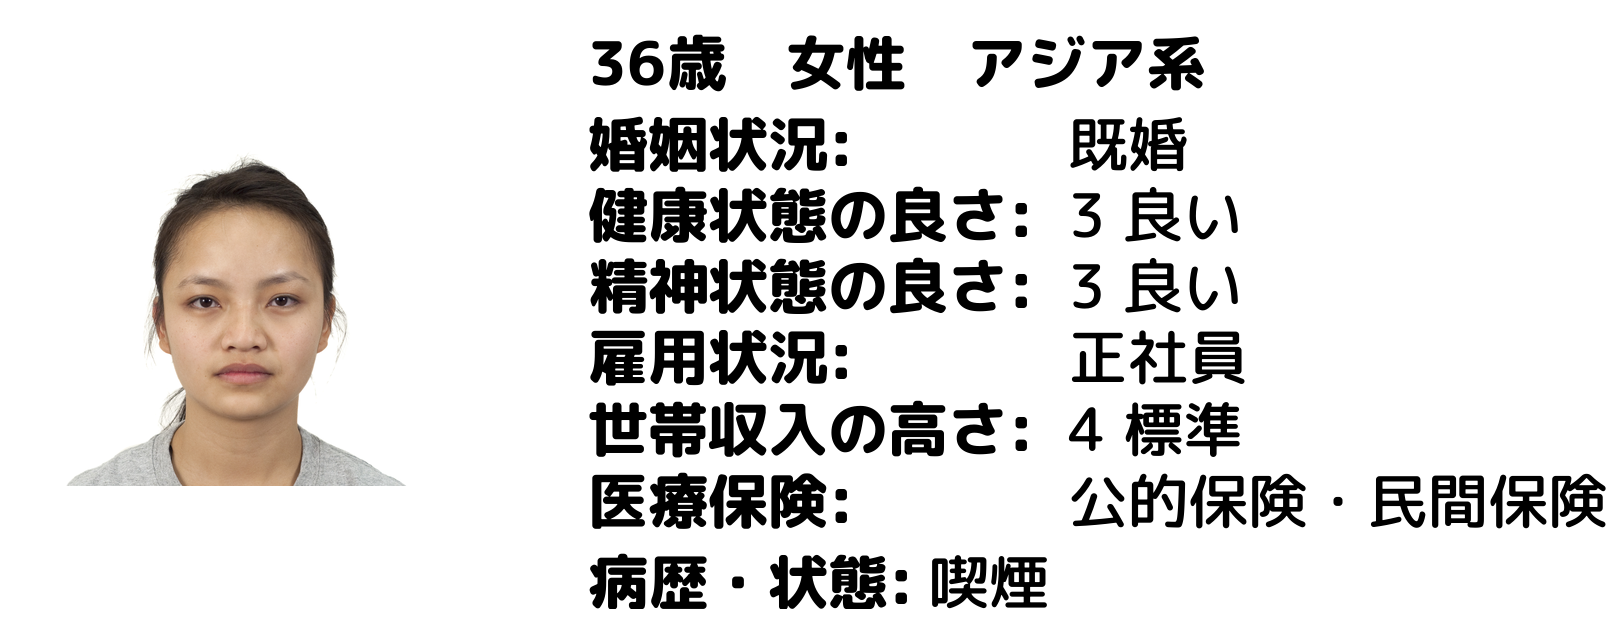 36歳　女性　アジア系
婚姻状況: 既婚
健康状態の良さ: 3 良い
精神状態の良さ: 3 良い
雇用状況: 正社員
世帯収入の高さ: 4 標準
医療保険: 公的保険・民間保険
病歴・状態: 喫煙